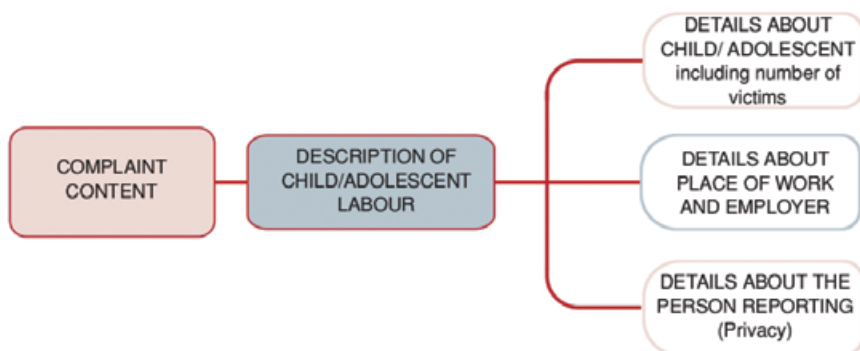 COMPLAINT
CONTENT
DESCRIPTION OF
CHILD/ADOLESCENT
LABOUR
DETAILS ABOUT
CHILD/ ADOLESCENT
including number of
victims
DETAILS ABOUT
PLACE OF WORK
AND EMPLOYER
DETAILS ABOUT THE
PERSON REPORTING
(Privacy)